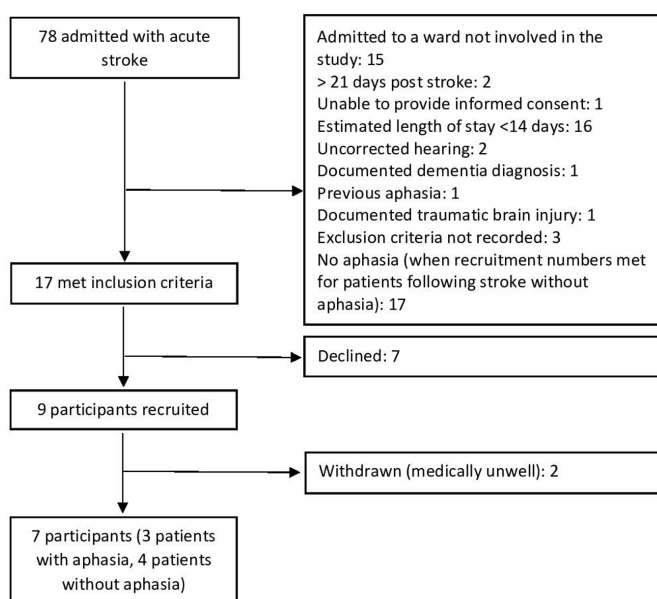 78 admitted with acute
stroke
Admitted to a ward not involved in the
study: 15
> 21 days post stroke: 2
Unable to provide informed consent: 1
Estimated length of stay <14 days: 16
Uncorrected hearing: 2
Documented dementia diagnosis: 1
Previous aphasia: 1
Documented traumatic brain injury: 1
Exclusion criteria not recorded: 3
No aphasia (when recruitment numbers met
for patients following stroke without
aphasia): 17
17 met inclusion criteria
Declined: 7
9 participants recruited
Withdrawn (medically unwell): 2
7 participants (3 patients
with aphasia, 4 patients
without aphasia)